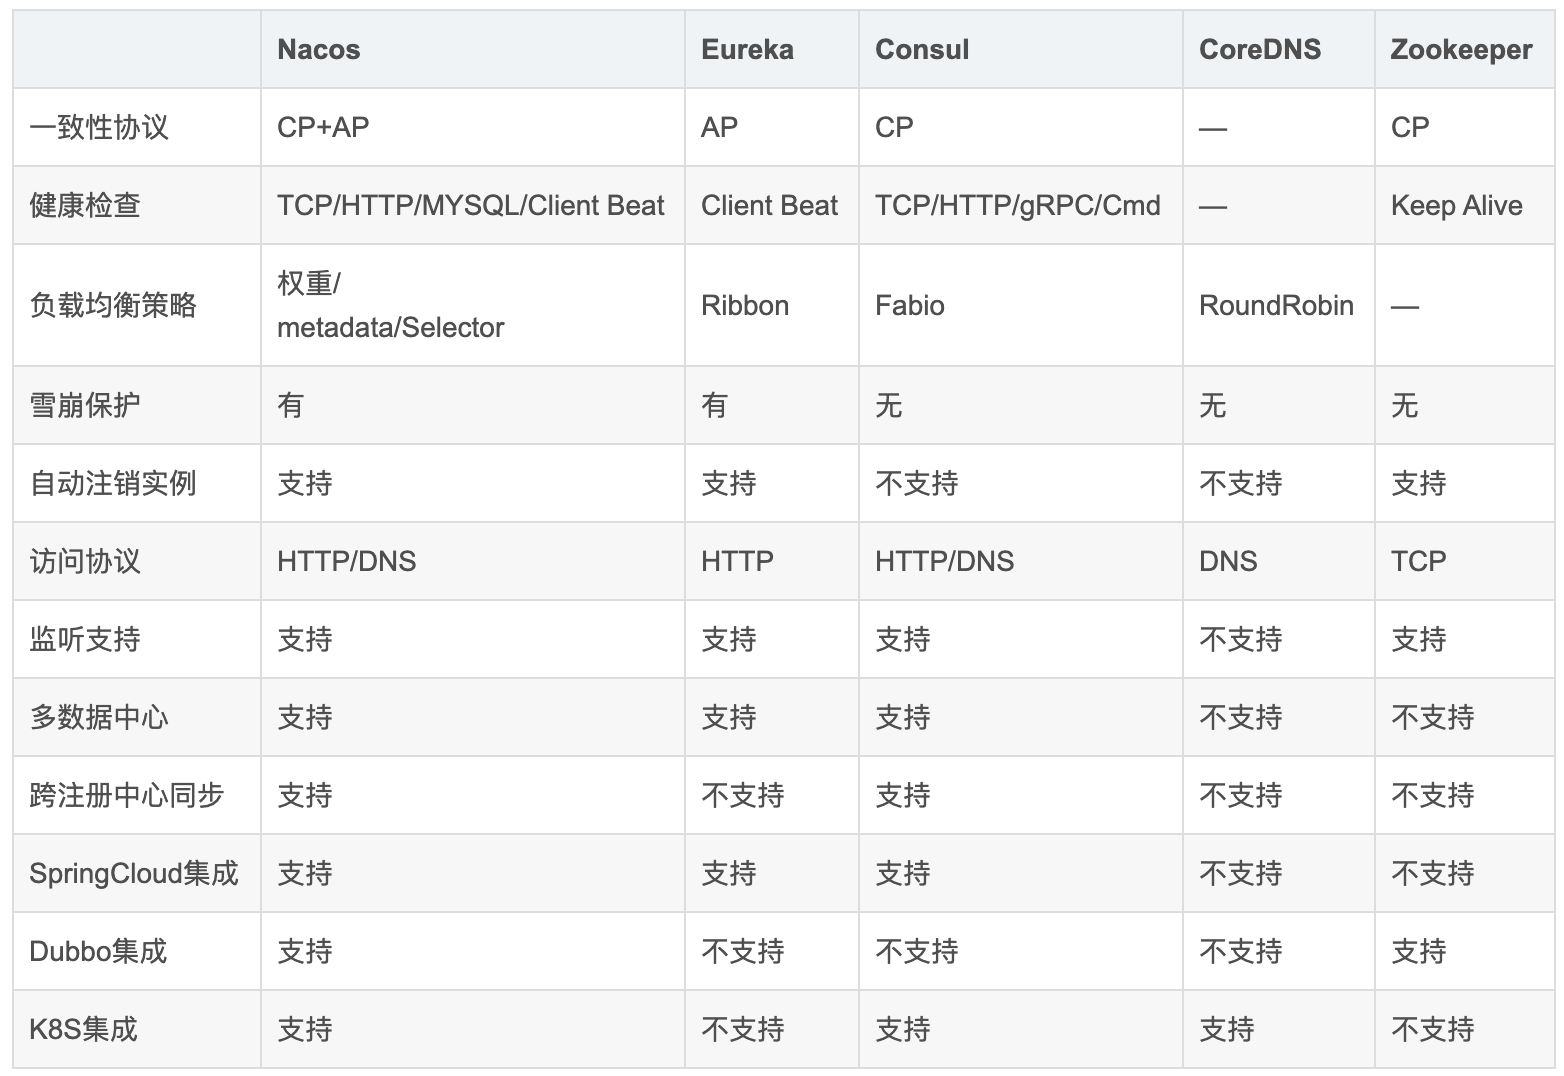 Nacos Eureka Consul CoreDNS Zookeeper
一致性协议 CP+AP AP CP — CP
健康检查 TCP/HTTP/MYSQL/Client Beat Client Beat TCP/HTTP/gRPC/Cmd — Keep Alive
负载均衡策略 权重/
metadata/Selector Ribbon Fabio RoundRobin —
雪崩保护 有 有 无 无 无
自动注销实例 支持 支持 不支持 不支持 支持
访问协议 HTTP/DNS HTTP HTTP/DNS DNS TCP
监听支持 支持 支持 支持 不支持 支持
多数据中心 支持 支持 支持 不支持 不支持
跨注册中心同步 支持 不支持 支持 不支持 不支持
SpringCloud集成 支持 支持 支持 不支持 不支持
Dubbo集成 支持 不支持 不支持 不支持 支持
K8S集成 支持 不支持 支持 支持 不支持